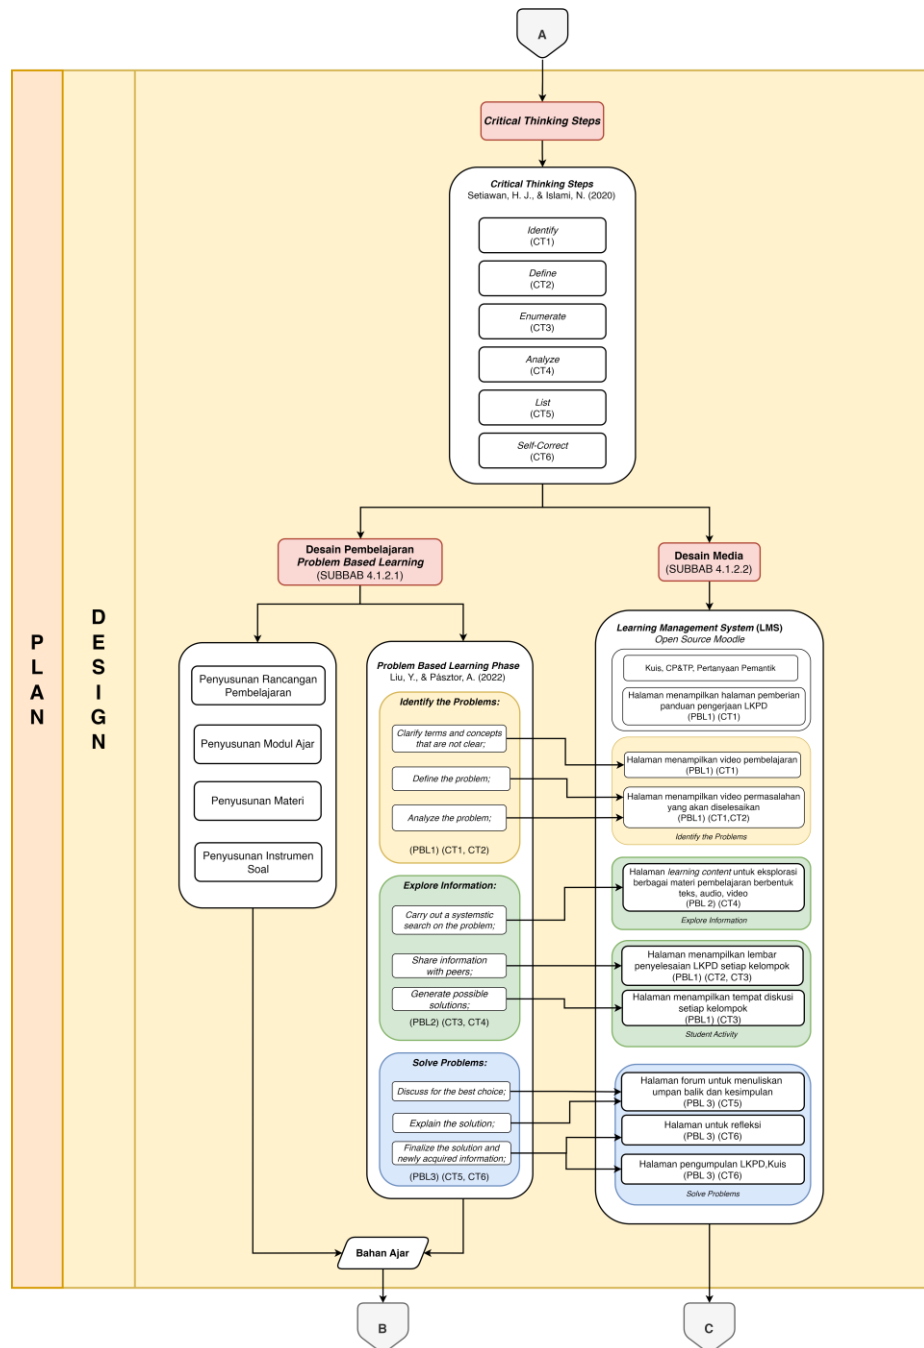 A
PLAN
DESIGN
Critical Thinking Steps
Critical Thinking Steps
Setiawan, H. J., & Islami, N. (2020)
Identify
(CT1)
Define
(CT2)
Enumerate
(CT3)
Analyze
(CT4)
List
(CT5)
Self-Correct
(CT6)
Desain Pembelajaran
Problem Based Learning
(SUBBAB 4.1.2.1)
Desain Media
(SUBBAB 4.1.2.2)
Penyusunan Rancangan
Pembelajaran
Penyusunan Modul Ajar
Penyusunan Materi
Penyusunan Instrumen
Soal
Problem Based Learning Phase
Liu, Y., & Pásztor, A. (2022)
Identify the Problems:
Clarify terms and concepts
that are not clear;
Define the problem;
Analyze the problem;
(PBL1) (CT1, CT2)
Explore Information:
Carry out a systemstic
search on the problem;
Share information
with peers;
Generate possible
solutions;
(PBL2) (CT3, CT4)
Solve Problems:
Discuss for the best choice;
Explain the solution;
Finalize the solution and
newly acquired information;
(PBL3) (CT5, CT6)
Learning Management System (LMS)
Open Source Moodle
Kuis, CP&TP, Pertanyaan Pemantik
Halaman menampilkan halaman pemberian
panduan pengerjaan LKPD
(PBL1) (CT1)
Halaman menampilkan video pembelajaran
(PBL1) (CT1)
Halaman menampilkan video permasalahan
yang akan diselesaikan
(PBL1) (CT1,CT2)
Identify the Problems
Halaman learning content untuk eksplorasi
berbagai materi pembelajaran berbentuk
teks, audio, video
(PBL 2) (CT4)
Explore Information
Halaman menampilkan lembar
penyelesaian LKPD setiap kelompok
(PBL1) (CT2, CT3)
Halaman menampilkan tempat diskusi
setiap kelompok
(PBL1) (CT3)
Student Activity
Halaman forum untuk menuliskan
umpan balik dan kesimpulan
(PBL 3) (CT5)
Halaman untuk refleksi
(PBL 3) (CT6)
Halaman pengumpulan LKPD,Kuis
(PBL 3) (CT6)
Solve Problems
Bahan Ajar
B
C